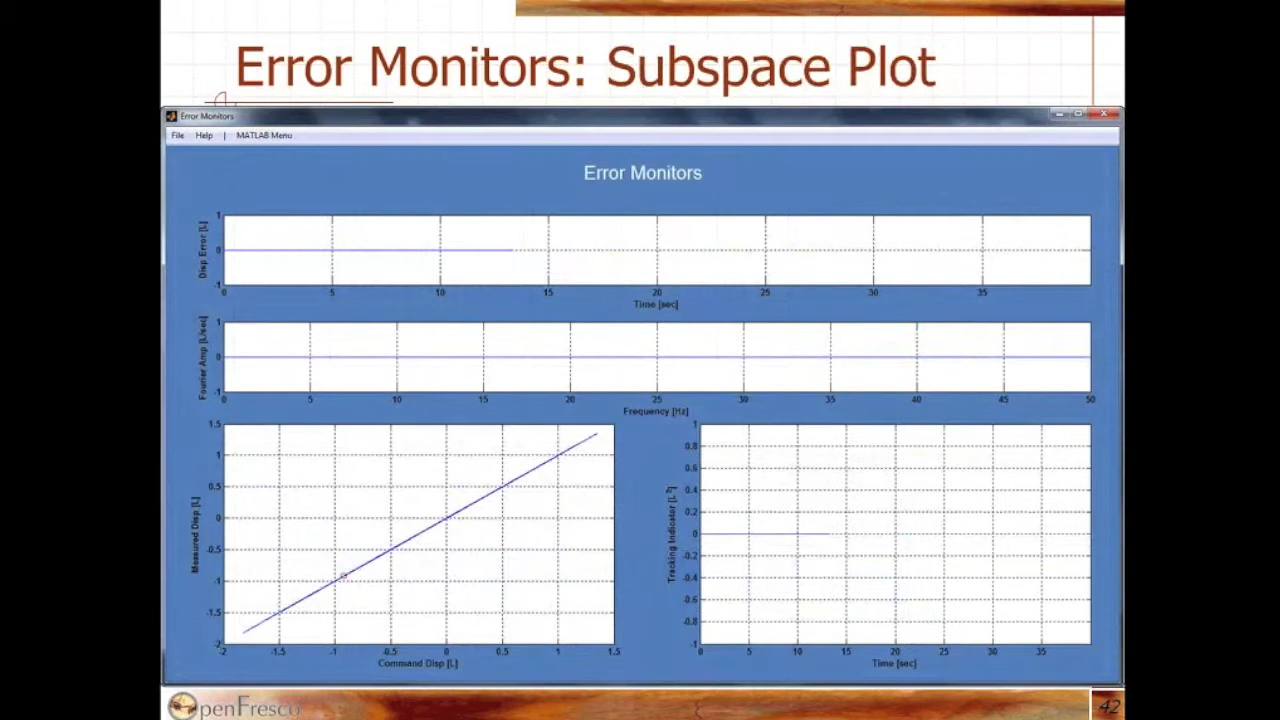 Error Monitors: Subspace Plot
Error Monitors
File Help | MATLAB Menu
Error Monitors
Disp Error [L]
1
0
-1
0 5 10 15 20 25 30 35
Time [sec]
Fourier Amp [L/sec]
1
0
-1
0 5 10 15 20 25 30 35 40 45 50
Frequency [Hz]
Measured Disp [L]
1.5
1
0.5
0
-0.5
-1
-1.5
-2
-2 -1.5 -1 -0.5 0 0.5 1 1.5
Command Disp [L]
Tracking Indicator [L²]
1
0.8
0.6
0.4
0.2
0
-0.2
-0.4
-0.6
-0.8
-1
0 5 10 15 20 25 30 35
Time [sec]
OpenFresco
42